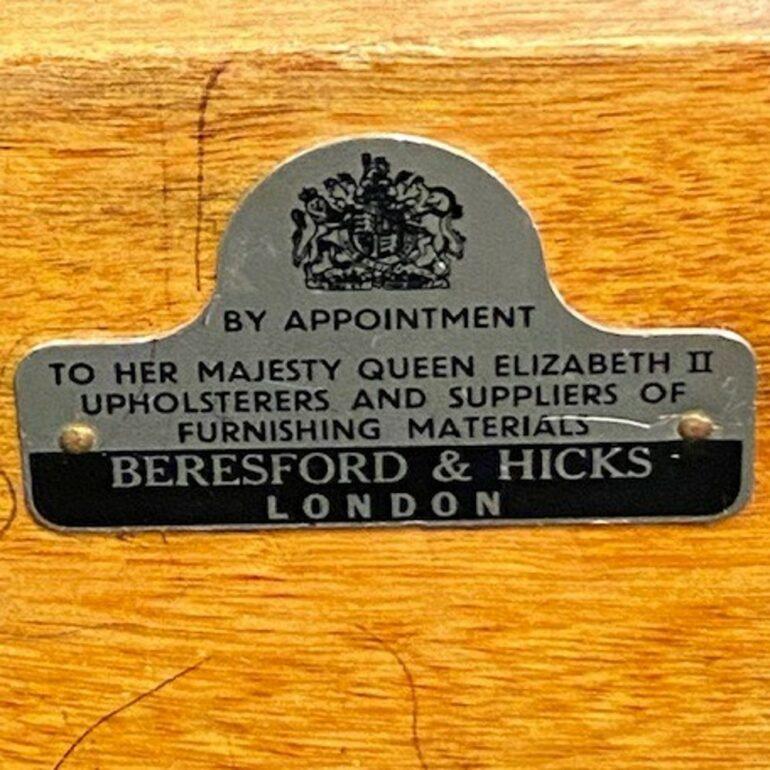 BY APPOINTMENT
TO HER MAJESTY QUEEN ELIZABETH II
UPHOLSTERERS AND SUPPLIERS OF
FURNISHING MATERIALS
BERESFORD & HICKS
LONDON